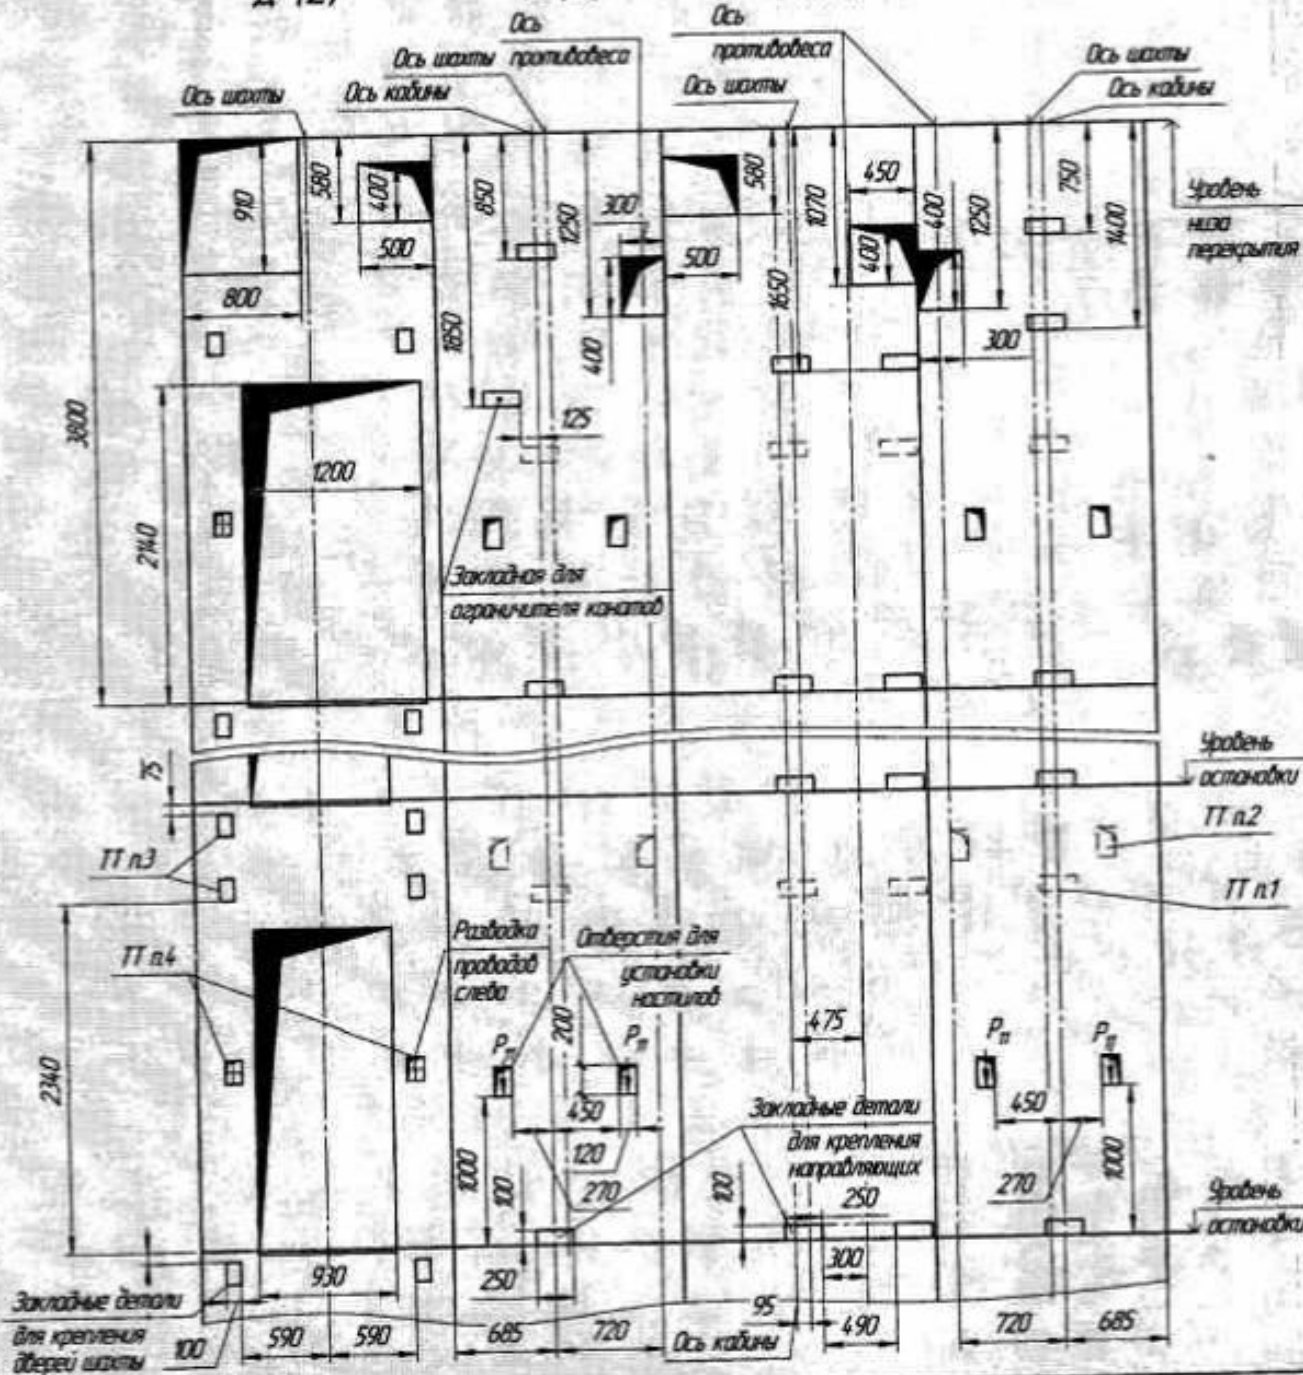 Ось
противовеса
Ось шахты
Ось кабины
Ось шахты
Ось
противовеса
Ось шахты
Ось шахты
Ось кабины
Уровень
низа
перекрытия
3800
910
580
400
500
800
2140
1200
1850
850
1250
300
400
125
580
500
1650
1070
450
400
400
1250
300
750
1400
Закладная для
ограничителя канатов
75
Уровень
остановки
ТТ п.3
ТТ п.2
ТТ п.1
ТТ п.4
2340
Разводка
проводов
слева
Отверстия для
установки
настилов
200
475
Pп
Pп
Pп
Pп
450
120
270
1000
100
250
Закладные детали
для крепления
направляющих
100
250
300
450
270
1000
Уровень
остановки
930
Закладные детали
для крепления
дверей шахты
100
590
590
685
720
Ось кабины
95
490
720
685